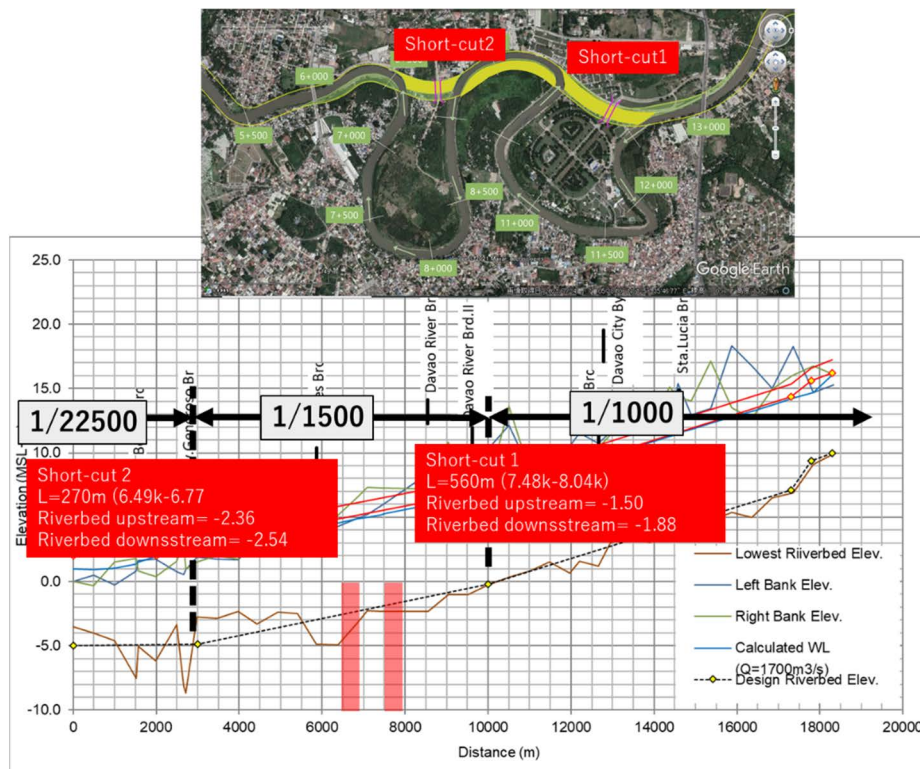 Short-cut2
Short-cut1
6+000
5+500
7+000
13+000
7+500
8+500
12+000
11+000
8+000
11+500
Google Earth
25.0
20.0
15.0
10.0
0.0
-5.0
-10.0
Elevation (MSL
Davao River Br
Davao River Brd.II
Brc
Davao City By
Sta.Lucia Br
1/22500
1/1500
1/1000
Short-cut 2
L=270m (6.49k-6.77
Riverbed upstream= -2.36
Riverbed downsstream= -2.54
Short-cut 1
L=560m (7.48k-8.04k)
Riverbed upstream= -1.50
Riverbed downsstream= -1.88
Lowest Riiverbed Elev.
Left Bank Elev.
Right Bank Elev.
Calculated WL
(Q=1700m3/s)
Design Riverbed Elev.
0
2000
4000
6000
8000
10000
12000
14000
16000
18000
20000
Distance (m)